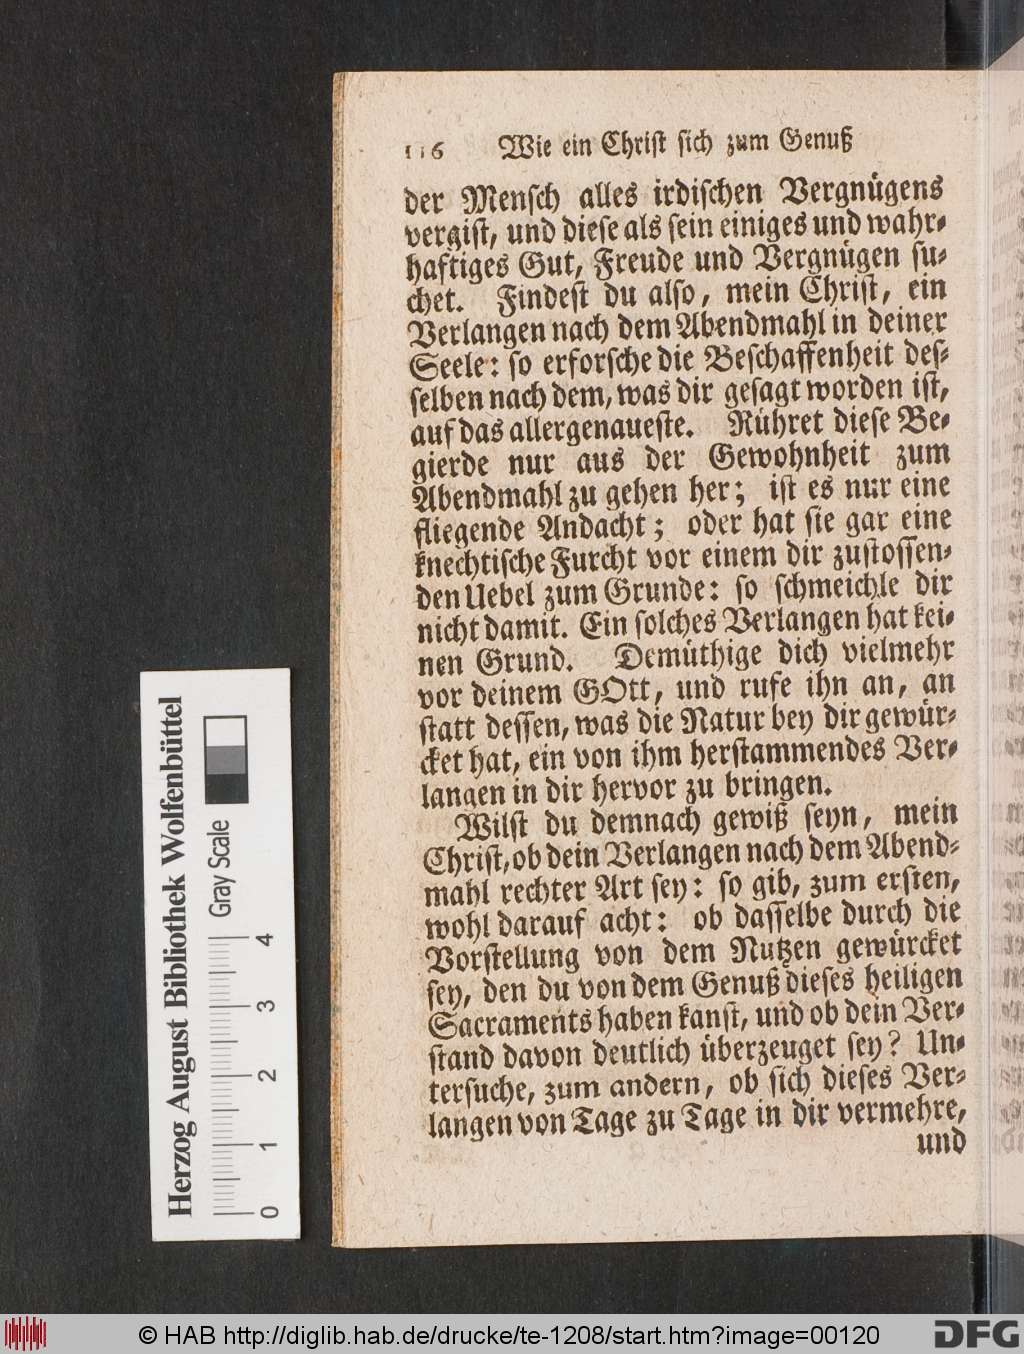 116 Wie ein Christ sich zum Genuß
der Mensch alles irdischen Vergnügens
vergist, und diese als sein einiges und wahr-
haftiges Gut, Freude und Vergnügen su-
chet. Findest du also, mein Christ, ein
Verlangen nach dem Abendmahl in deiner
Seele: so erforsche die Beschaffenheit des-
selben nach dem, was dir gesagt worden ist,
auf das allergenaueste. Rühret diese Be-
gierde nur aus der Gewohnheit zum
Abendmahl zu gehen her; ist es nur eine
fliegende Andacht; oder hat sie gar eine
knechtische Furcht vor einem dir zustossen-
den Uebel zum Grunde: so schmeichle dir
nicht damit. Ein solches Verlangen hat kei-
nen Grund. Demüthige dich vielmehr
vor deinem GOtt, und rufe ihn an, an
statt dessen, was die Natur bey dir gewür-
cket hat, ein von ihm herstammendes Ver-
langen in dir hervor zu bringen.
Wilst du demnach gewiß seyn, mein
Christ, ob dein Verlangen nach dem Abend-
mahl rechter Art sey: so gib, zum ersten,
wohl darauf acht: ob dasselbe durch die
Vorstellung von dem Nutzen gewürcket
sey, den du von dem Genuß dieses heiligen
Sacraments haben kanst, und ob dein Ver-
stand davon deutlich überzeuget sey? Un-
tersuche, zum andern, ob sich dieses Ver-
langen von Tage zu Tage in dir vermehre,
und
Herzog August Bibliothek Wolfenbüttel
Gray Scale
0 1 2 3 4
© HAB http://diglib.hab.de/drucke/te-1208/start.htm?image=00120
DFG